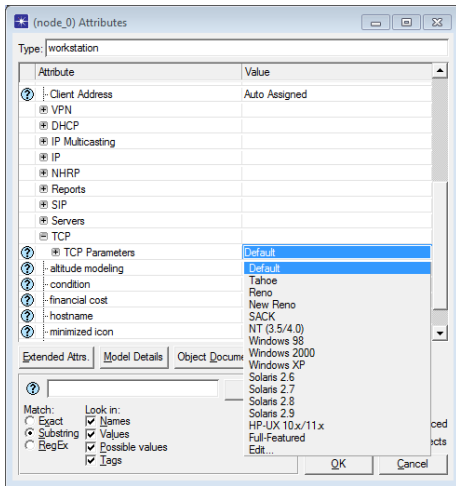 (node_0) Attributes
Type: workstation
Attribute Value
Client Address Auto Assigned
VPN
DHCP
IP Multicasting
IP
NHRP
Reports
SIP
Servers
TCP
TCP Parameters Default
altitude modeling Default
condition Tahoe
financial cost Reno
hostname New Reno
minimized icon SACK
NT (3.5/4.0)
Windows 98
Windows 2000
Windows XP
Solaris 2.6
Solaris 2.7
Solaris 2.8
Solaris 2.9
HP-UX 10.x/11.x
Full-Featured
Edit...
Extended Attrs. Model Details Object Docume
Match: Look in:
Exact Names
Substring Values
RegEx Possible values
Tags
ced
ects
OK Cancel